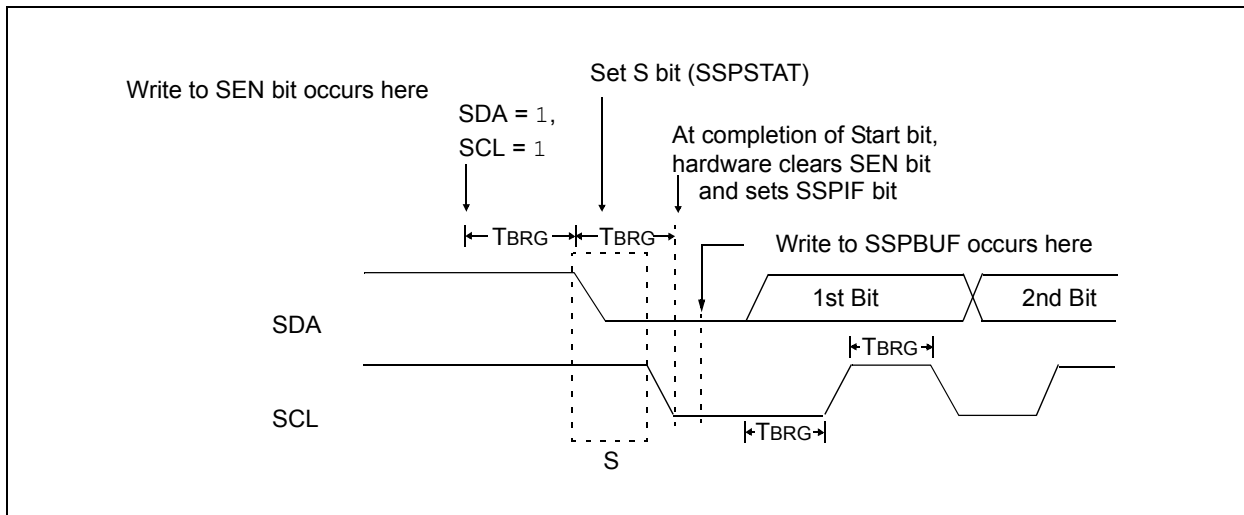 Set S bit (SSPSTAT)
Write to SEN bit occurs here
SDA = 1,
SCL = 1
At completion of Start bit,
hardware clears SEN bit
and sets SSPIF bit
TBRG
TBRG
Write to SSPBUF occurs here
1st Bit
2nd Bit
SDA
TBRG
SCL
TBRG
S